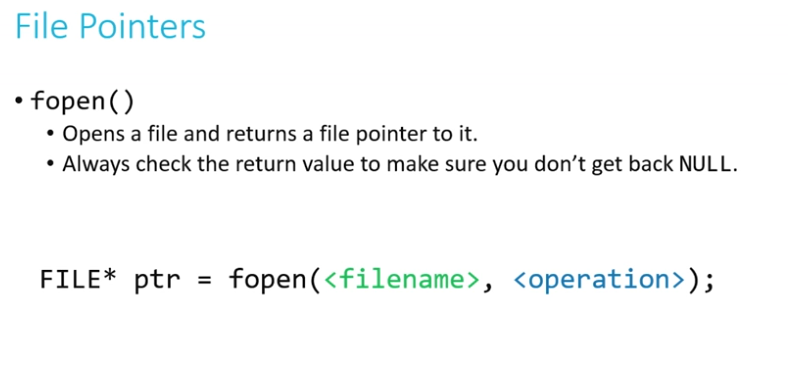 File Pointers
• fopen()
• Opens a file and returns a file pointer to it.
• Always check the return value to make sure you don’t get back NULL.
FILE* ptr = fopen(<filename>, <operation>);